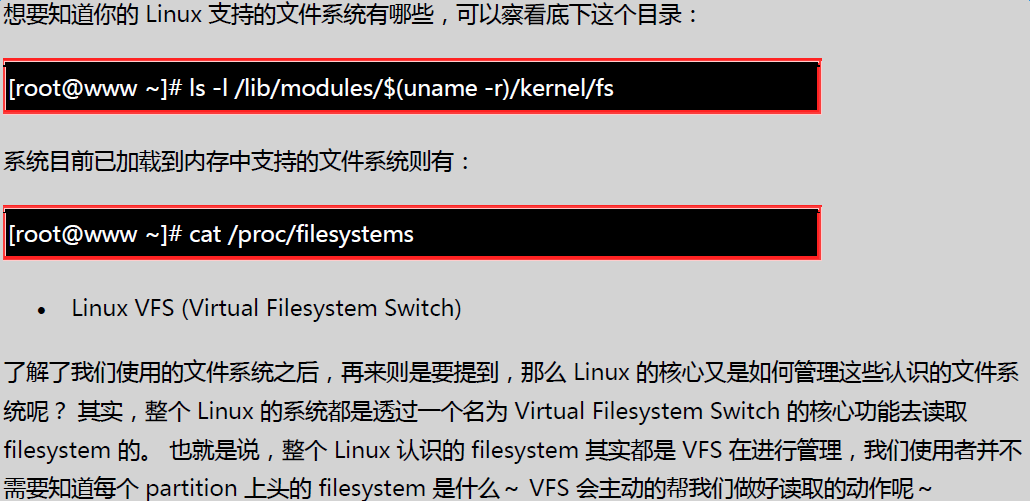 想要知道你的 Linux 支持的文件系统有哪些，可以察看底下这个目录：
[root@www ~]# ls -l /lib/modules/$(uname -r)/kernel/fs
系统目前已加载到内存中支持的文件系统则有：
[root@www ~]# cat /proc/filesystems
• Linux VFS (Virtual Filesystem Switch)
了解了我们使用的文件系统之后，再来则是要提到，那么 Linux 的核心又是如何管理这些认识的文件系
统呢？ 其实，整个 Linux 的系统都是透过一个名为 Virtual Filesystem Switch 的核心功能去读取
filesystem 的。 也就是说，整个 Linux 认识的 filesystem 其实都是 VFS 在进行管理，我们使用者并不
需要知道每个 partition 上头的 filesystem 是什么～ VFS 会主动的帮我们做好读取的动作呢～